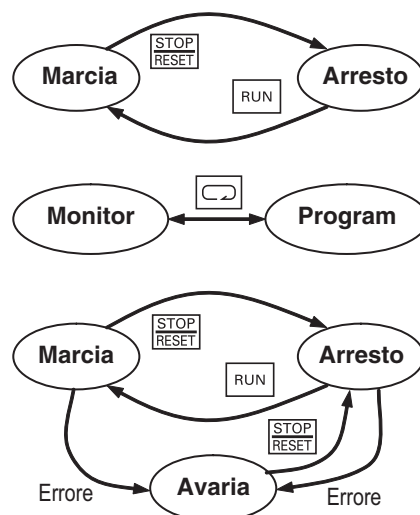 STOP
RESET
Marcia
Arresto
RUN
Monitor
Program
STOP
RESET
Marcia
Arresto
RUN
STOP
RESET
Errore
Avaria
Errore